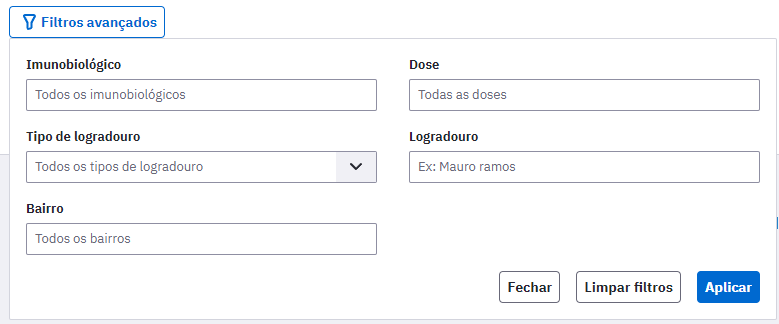 Filtros avançados
Imunobiológico
Dose
Todos os imunobiológicos
Todas as doses
Tipo de logradouro
Logradouro
Todos os tipos de logradouro
Ex: Mauro ramos
Bairro
Todos os bairros
Fechar
Limpar filtros
Aplicar